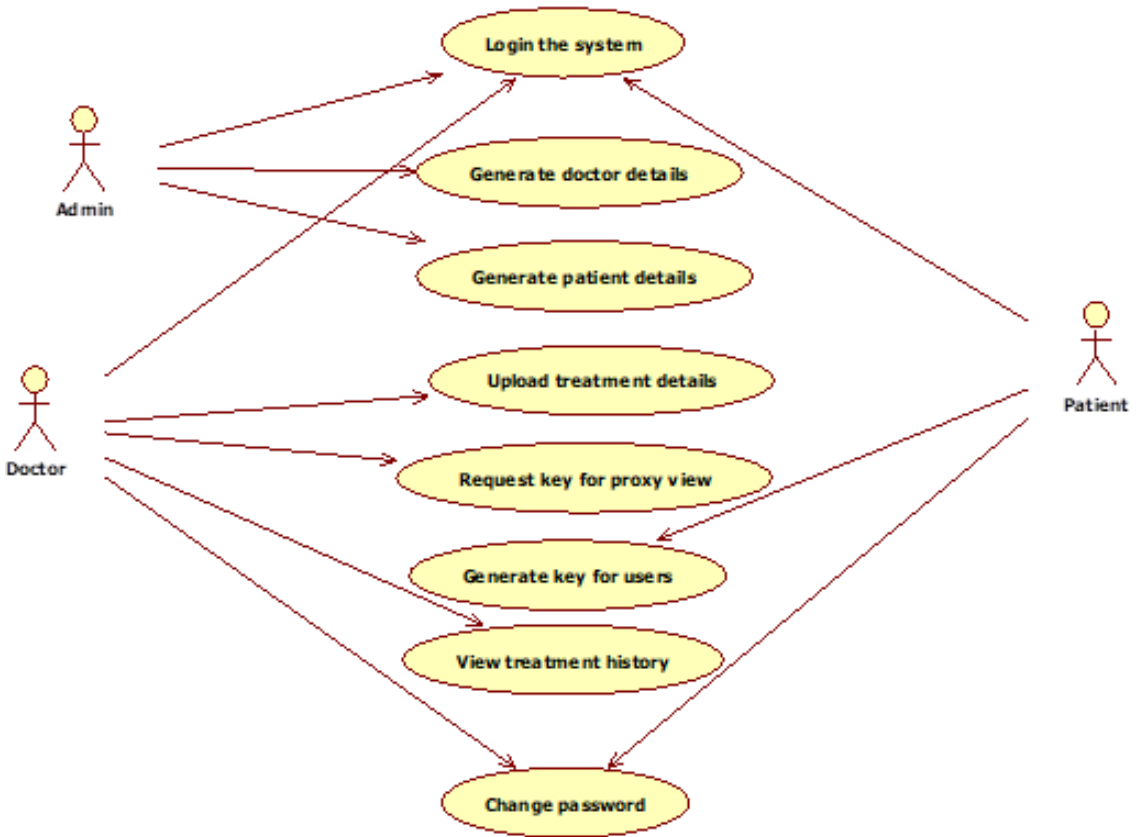 Login the system
Admin
Generate doctor details
Generate patient details
Upload treatment details
Patient
Doctor
Request key for proxy view
Generate key for users
View treatment history
Change password